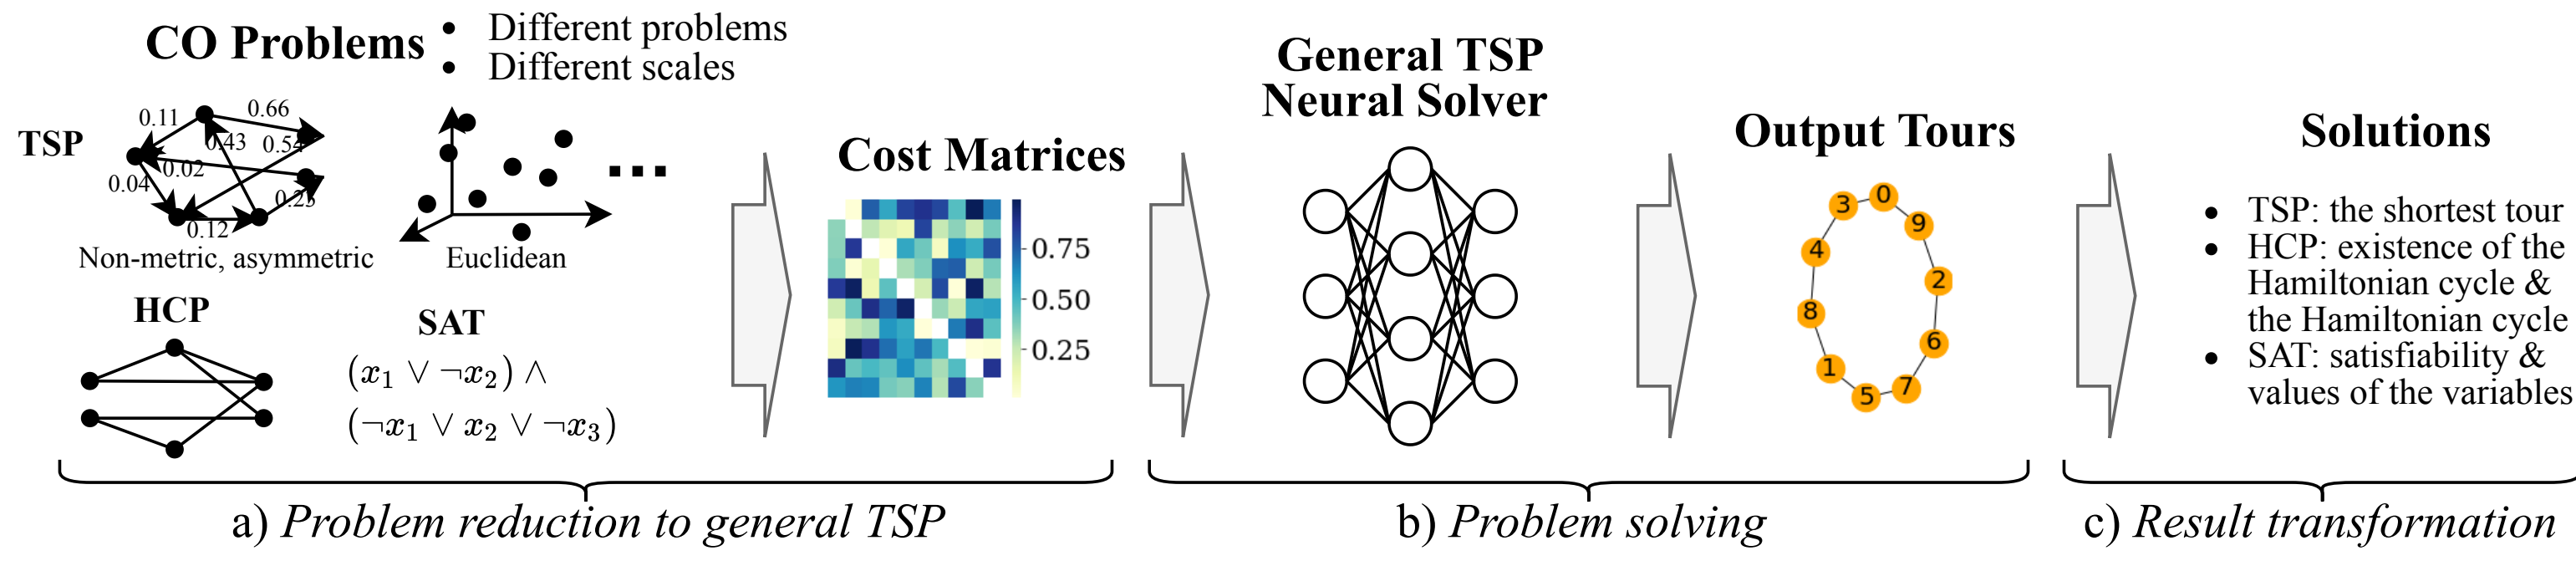 CO Problems
• Different problems
• Different scales
TSP
0.11
0.66
0.43
0.54
0.02
0.04
0.25
0.12
Non-metric, asymmetric
Euclidean
...
HCP
SAT
(x₁ ∨ ¬x₂) ∧
(¬x₁ ∨ x₂ ∨ ¬x₃)
Cost Matrices
0.75
0.50
0.25
a) Problem reduction to general TSP
General TSP
Neural Solver
Output Tours
3
0
9
4
2
8
6
1
7
5
b) Problem solving
Solutions
• TSP: the shortest tour
• HCP: existence of the
Hamiltonian cycle &
the Hamiltonian cycle
• SAT: satisfiability &
values of the variables
c) Result transformation